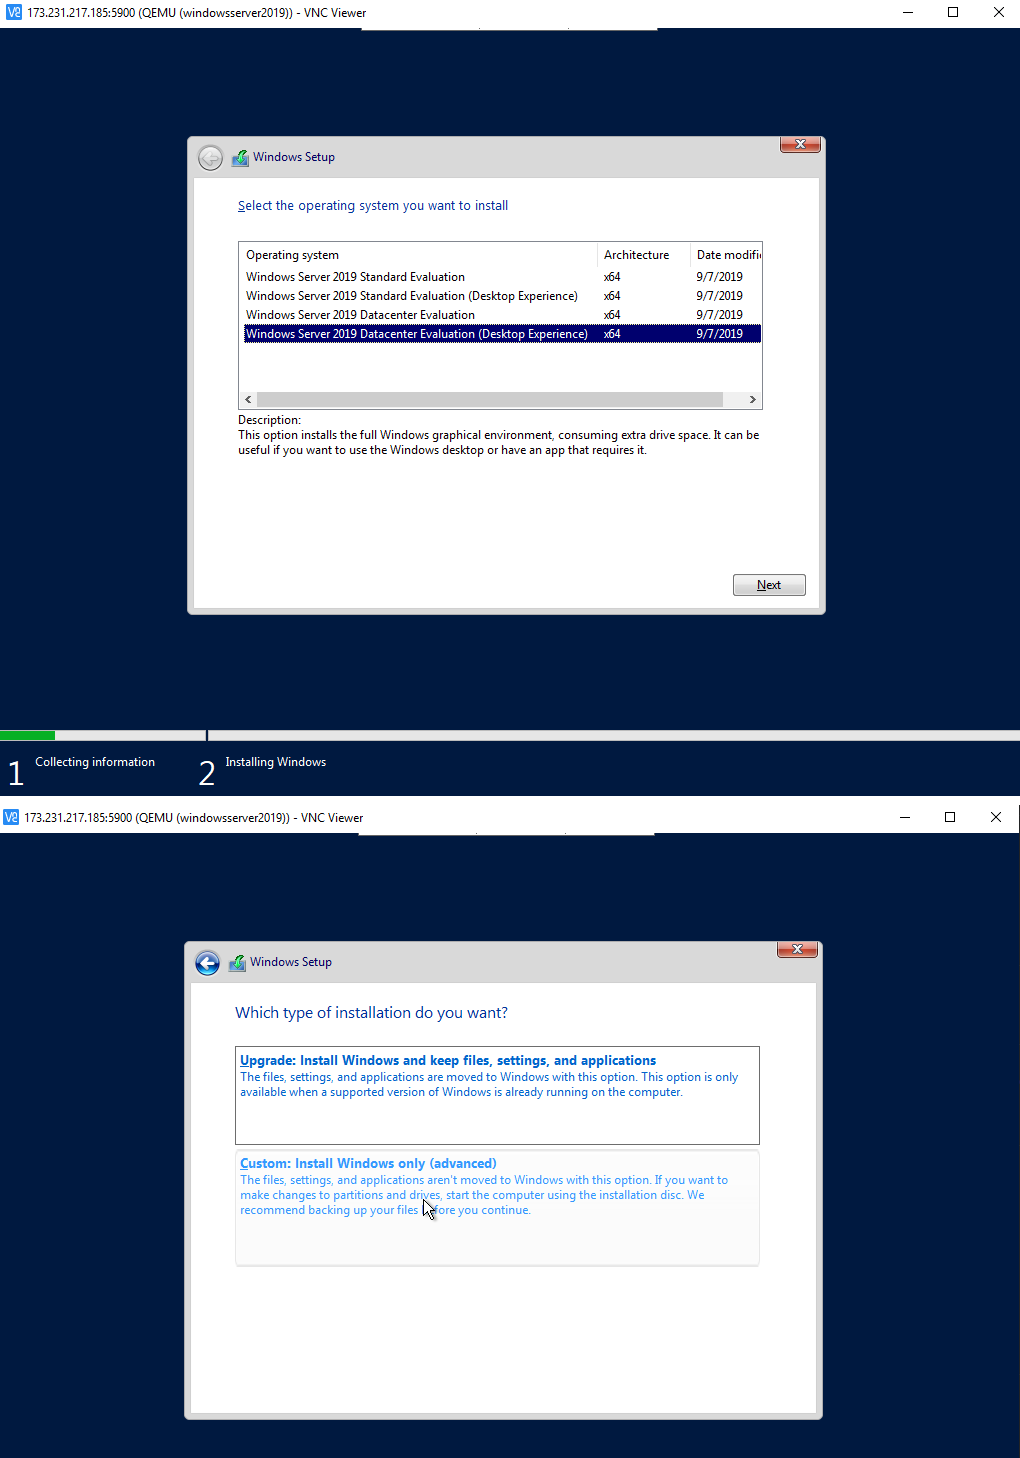 173.231.217.185:5900 (QEMU (windowsserver2019)) - VNC Viewer
Windows Setup
Select the operating system you want to install
Operating system Architecture Date modifi
Windows Server 2019 Standard Evaluation x64 9/7/2019
Windows Server 2019 Standard Evaluation (Desktop Experience) x64 9/7/2019
Windows Server 2019 Datacenter Evaluation x64 9/7/2019
Windows Server 2019 Datacenter Evaluation (Desktop Experience) x64 9/7/2019
Description:
This option installs the full Windows graphical environment, consuming extra drive space. It can be
useful if you want to use the Windows desktop or have an app that requires it.
Next
1 Collecting information 2 Installing Windows
173.231.217.185:5900 (QEMU (windowsserver2019)) - VNC Viewer
Windows Setup
Which type of installation do you want?
Upgrade: Install Windows and keep files, settings, and applications
The files, settings, and applications are moved to Windows with this option. This option is only
available when a supported version of Windows is already running on the computer.
Custom: Install Windows only (advanced)
The files, settings, and applications aren't moved to Windows with this option. If you want to
make changes to partitions and drives, start the computer using the installation disc. We
recommend backing up your files before you continue.